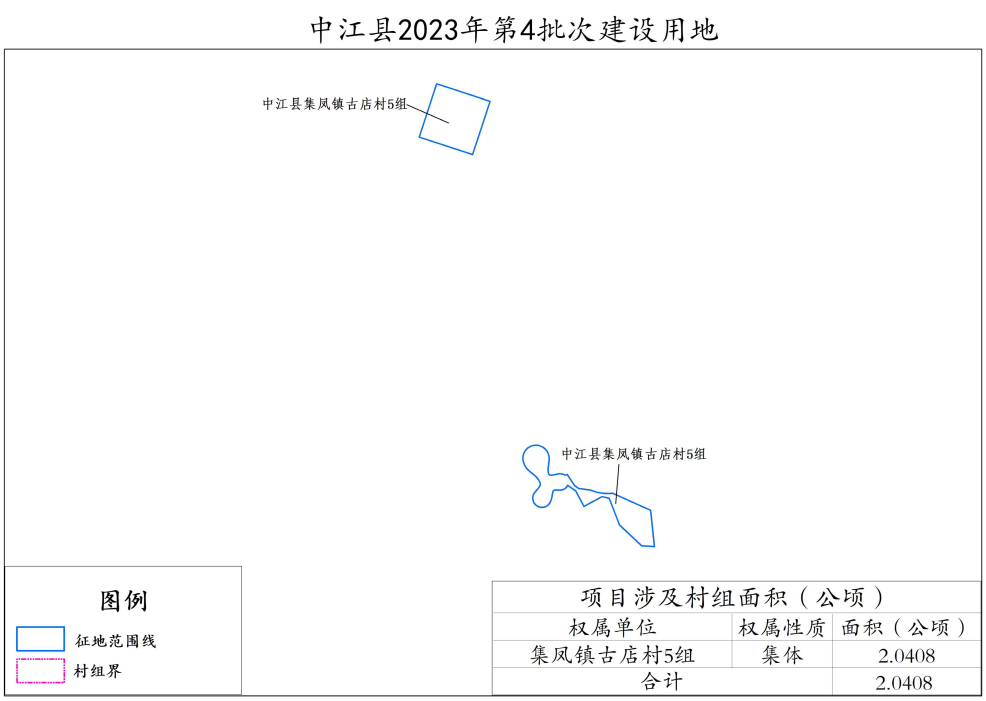 中江县2023年第4批次建设用地
中江县集凤镇古店村5组
中江县集凤镇古店村5组
图例
征地范围线
村组界
项目涉及村组面积（公顷）
权属单位 权属性质 面积（公顷）
集凤镇古店村5组 集体 2.0408
合计 2.0408